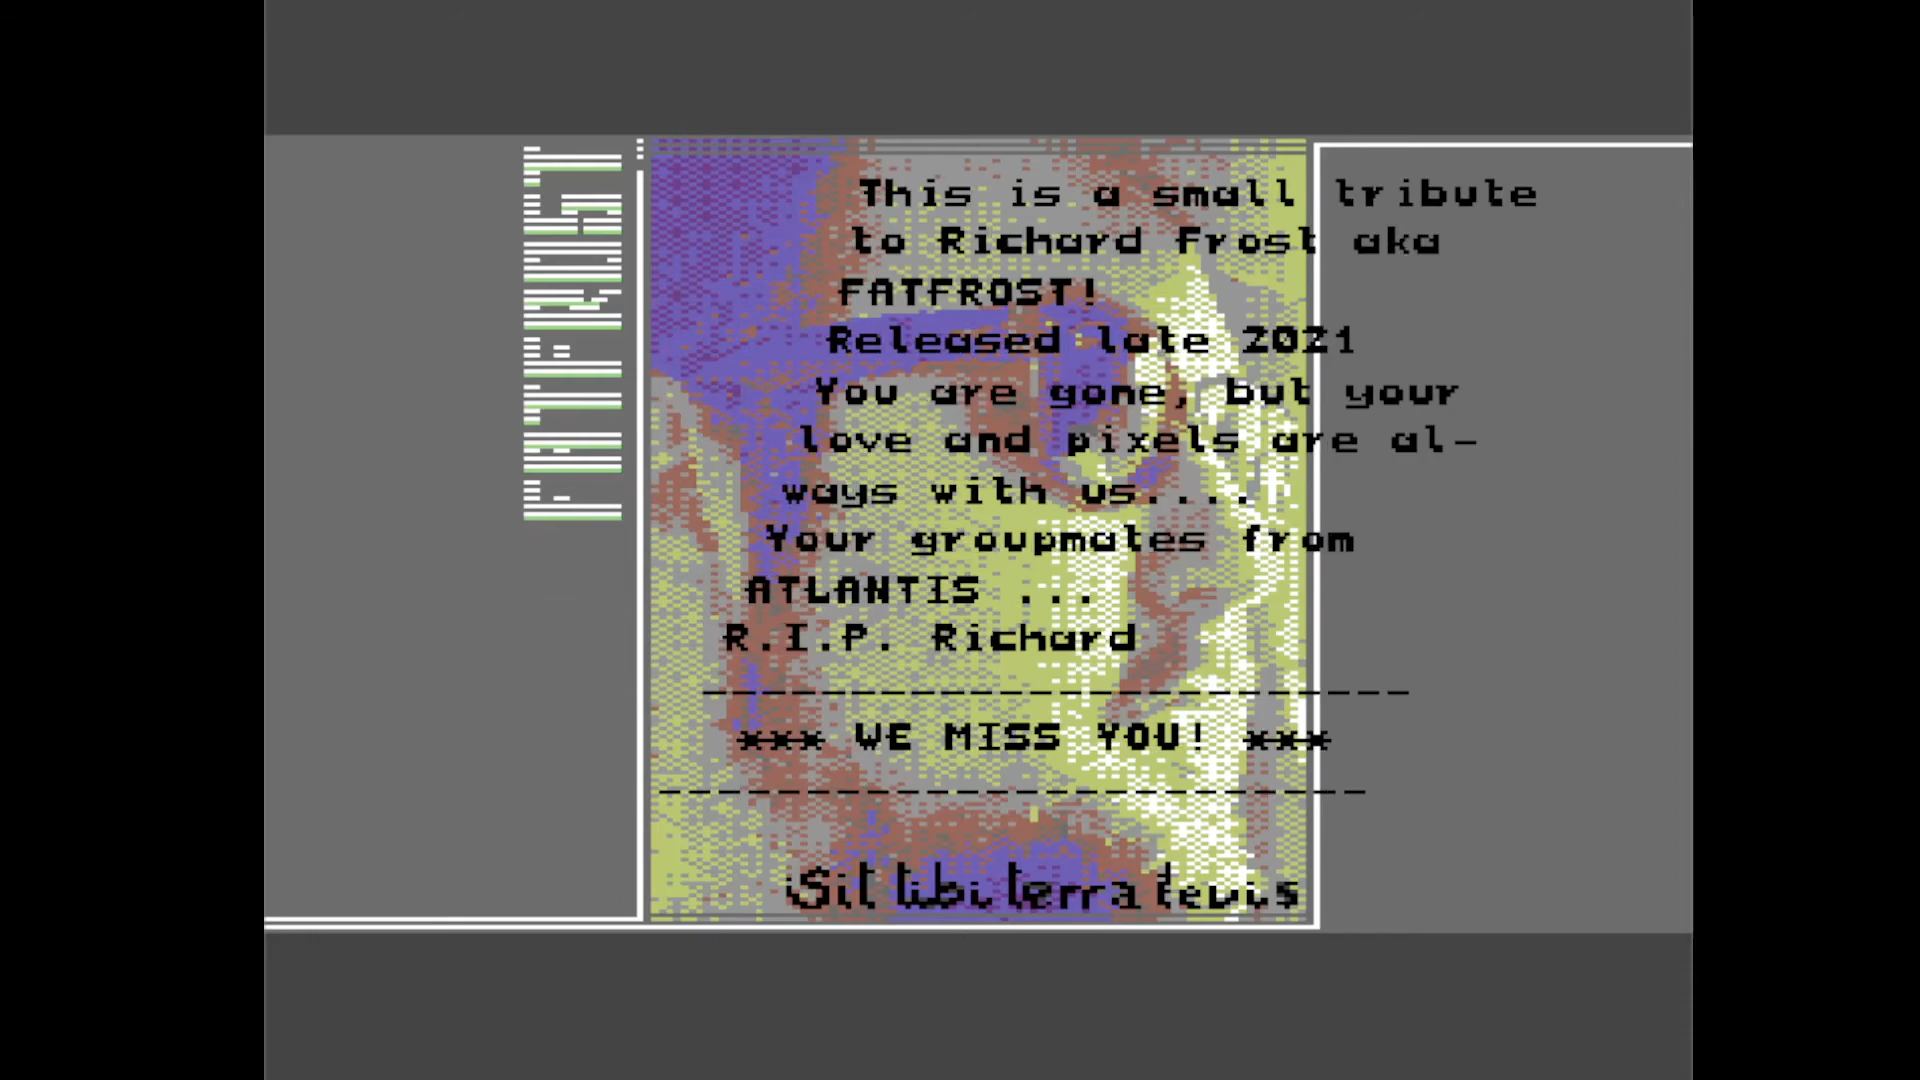 FATFROST
This is a small tribute
to Richard Frost aka
FATFROST!
Released late 2021
You are gone, but your
love and pixels are al-
ways with us....
Your groupmates from
ATLANTIS ...
R.I.P. Richard
--------------------------------
*** WE MISS YOU! ***
--------------------------------
Sit tibi terra levis